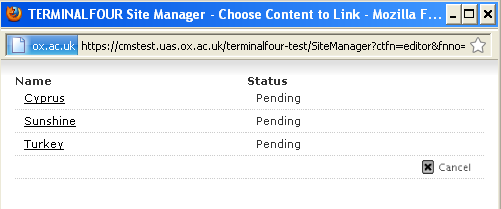 TERMINALFOUR Site Manager - Choose Content to Link - Mozilla F...
ox.ac.uk https://cmstest.uas.ox.ac.uk/terminalfour-test/SiteManager?ctfn=editor&fnno=
Name Status
Cyprus Pending
Sunshine Pending
Turkey Pending
Cancel